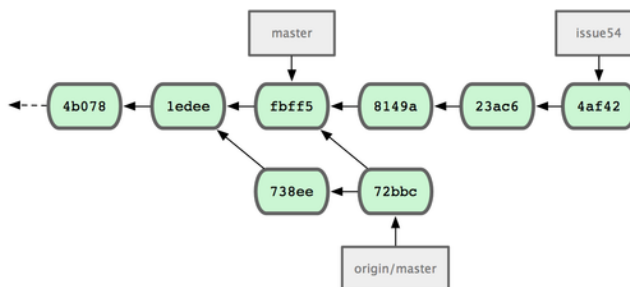 master
issue54
4b078
1edee
fbff5
8149a
23ac6
4af42
738ee
72bbc
origin/master